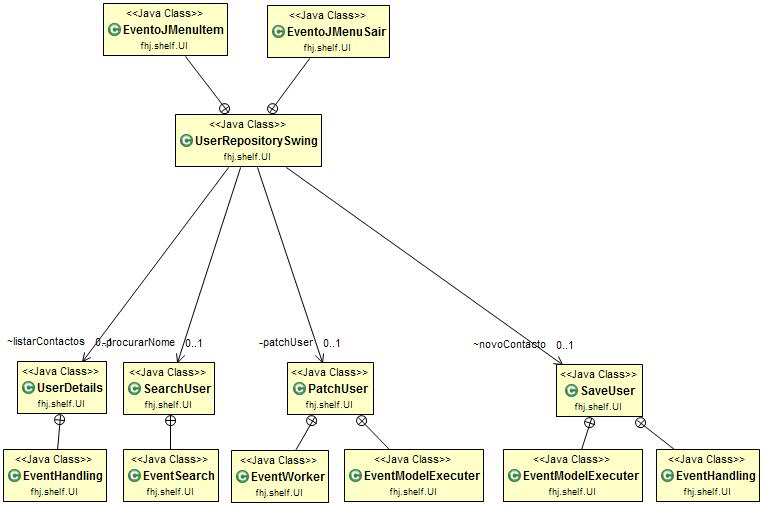 <<Java Class>>
EventoJMenuItem
fhj.shelf.UI
<<Java Class>>
EventoJMenuSair
fhj.shelf.UI
<<Java Class>>
UserRepositorySwing
fhj.shelf.UI
~listarContactos
0..1
~procurarNome
0..1
~patchUser
0..1
~novoContacto
0..1
<<Java Class>>
UserDetails
fhj.shelf.UI
<<Java Class>>
SearchUser
fhj.shelf.UI
<<Java Class>>
PatchUser
fhj.shelf.UI
<<Java Class>>
SaveUser
fhj.shelf.UI
<<Java Class>>
EventHandling
fhj.shelf.UI
<<Java Class>>
EventSearch
fhj.shelf.UI
<<Java Class>>
EventWorker
fhj.shelf.UI
<<Java Class>>
EventModelExecuter
fhj.shelf.UI
<<Java Class>>
EventModelExecuter
fhj.shelf.UI
<<Java Class>>
EventHandling
fhj.shelf.UI